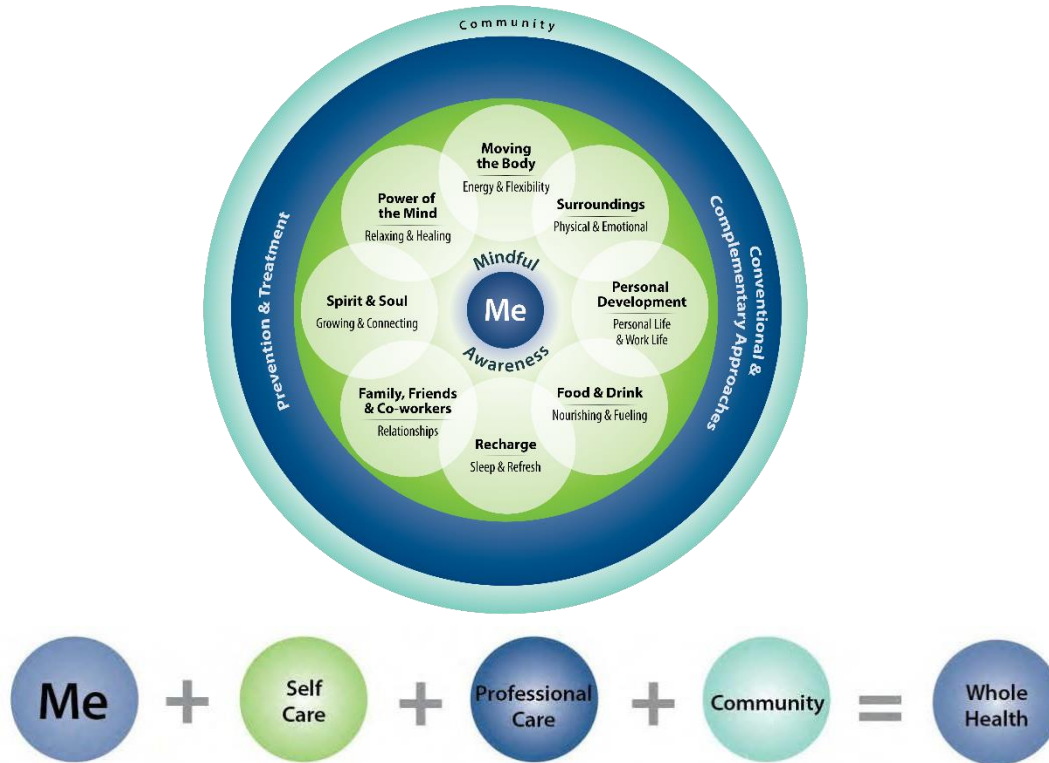 Community
Moving
the Body
Energy & Flexibility
Surroundings
Physical & Emotional
Personal
Development
Personal Life
& Work Life
Food & Drink
Nourishing & Fueling
Recharge
Sleep & Refresh
Family, Friends
& Co-workers
Relationships
Spirit & Soul
Growing & Connecting
Power of
the Mind
Relaxing & Healing
Mindful
Me
Awareness
Prevention & Treatment
Conventional &
Complementary Approaches
Me
+
Self
Care
+
Professional
Care
+
Community
=
Whole
Health